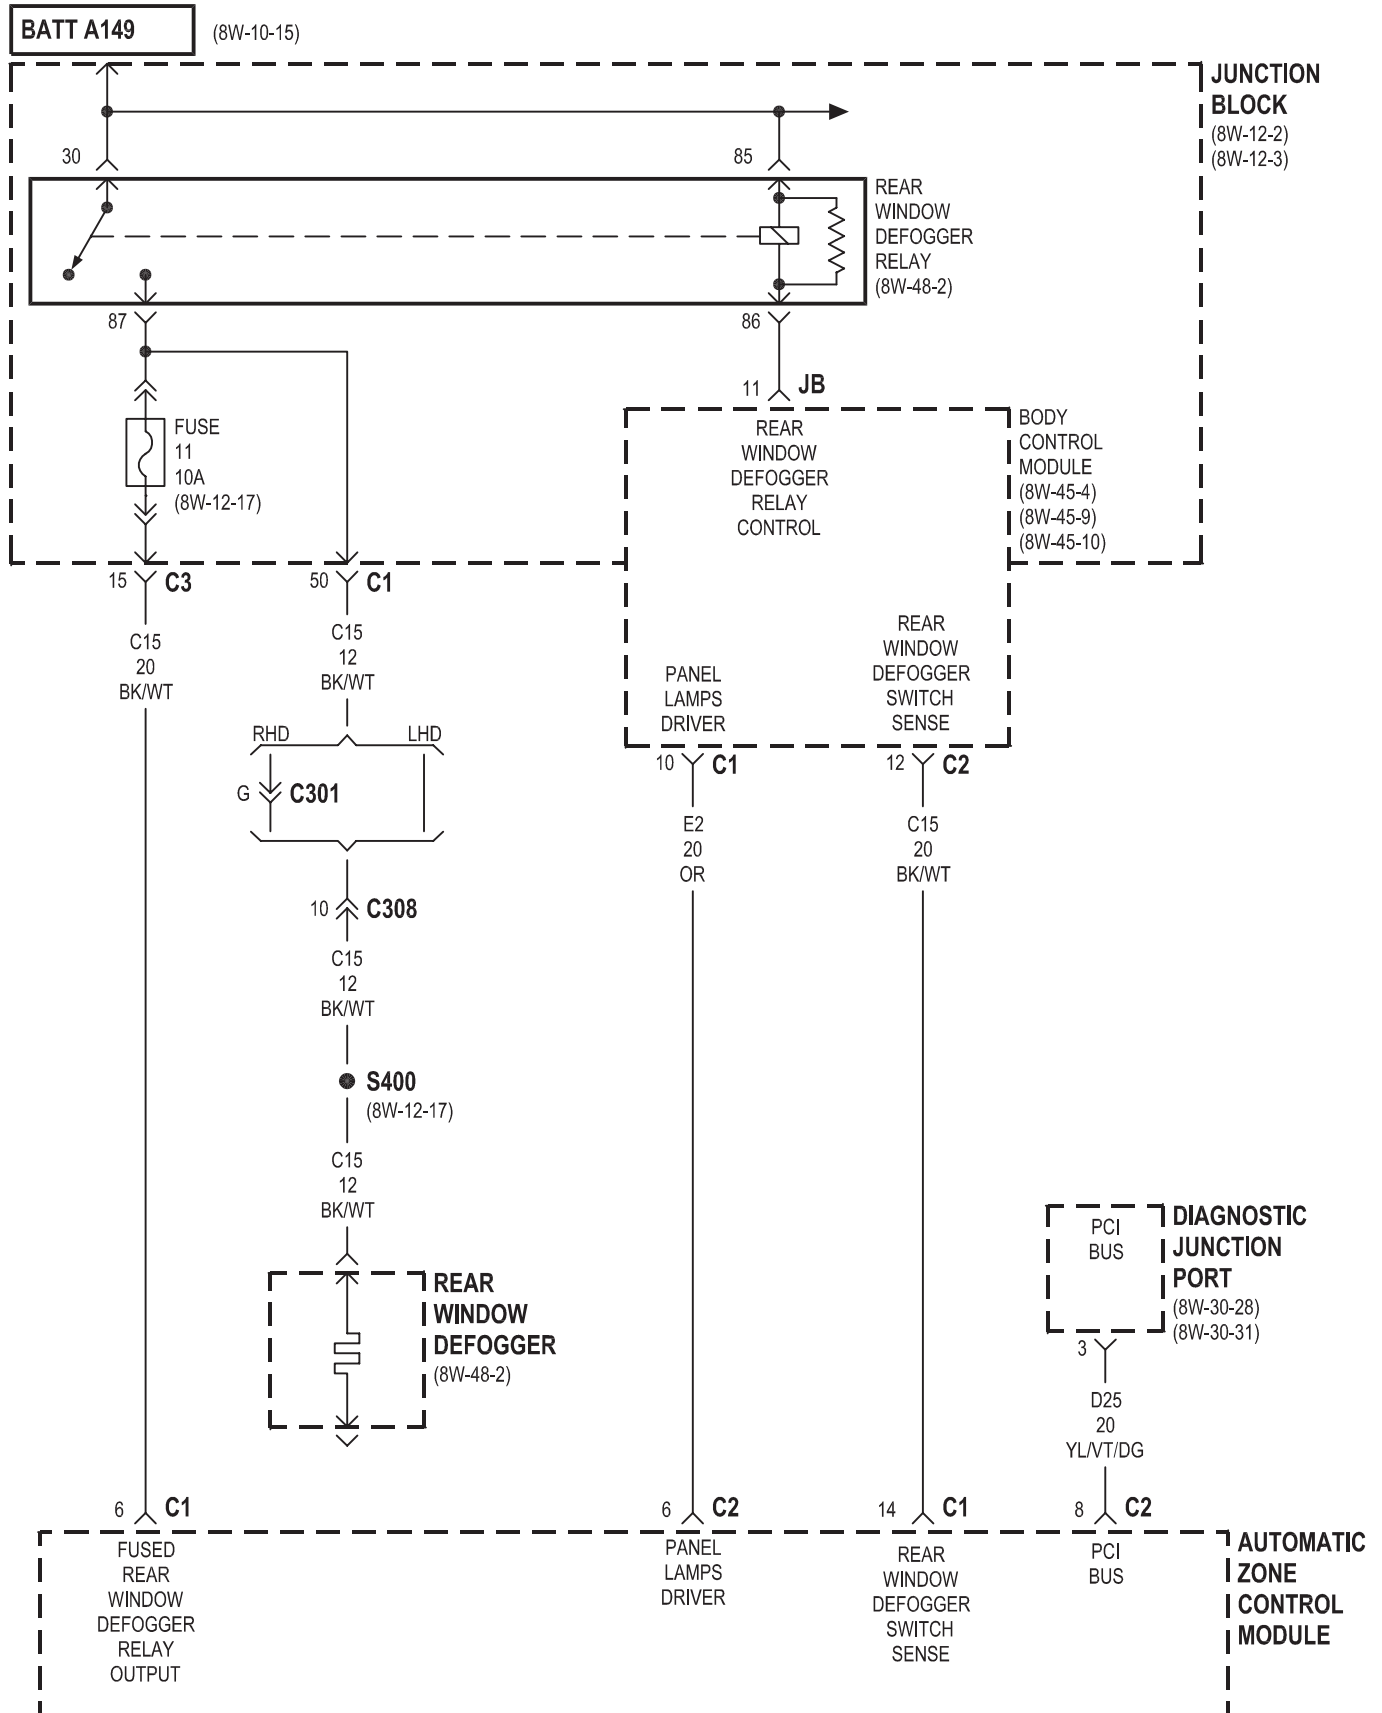 BATT A149
(8W-10-15)
JUNCTION
BLOCK
(8W-12-2)
(8W-12-3)
30
85
REAR
WINDOW
DEFOGGER
RELAY
(8W-48-2)
87
86
11
JB
FUSE
11
10A
(8W-12-17)
REAR
WINDOW
DEFOGGER
RELAY
CONTROL
BODY
CONTROL
MODULE
(8W-45-4)
(8W-45-9)
(8W-45-10)
15
C3
50
C1
C15
20
BK/WT
C15
12
BK/WT
PANEL
LAMPS
DRIVER
REAR
WINDOW
DEFOGGER
SWITCH
SENSE
RHD
LHD
G
C301
10
C1
12
C2
E2
20
OR
C15
20
BK/WT
10
C308
C15
12
BK/WT
S400
(8W-12-17)
C15
12
BK/WT
REAR
WINDOW
DEFOGGER
(8W-48-2)
PCI
BUS
DIAGNOSTIC
JUNCTION
PORT
(8W-30-28)
(8W-30-31)
3
D25
20
YL/VT/DG
6
C1
6
C2
14
C1
8
C2
FUSED
REAR
WINDOW
DEFOGGER
RELAY
OUTPUT
PANEL
LAMPS
DRIVER
REAR
WINDOW
DEFOGGER
SWITCH
SENSE
PCI
BUS
AUTOMATIC
ZONE
CONTROL
MODULE